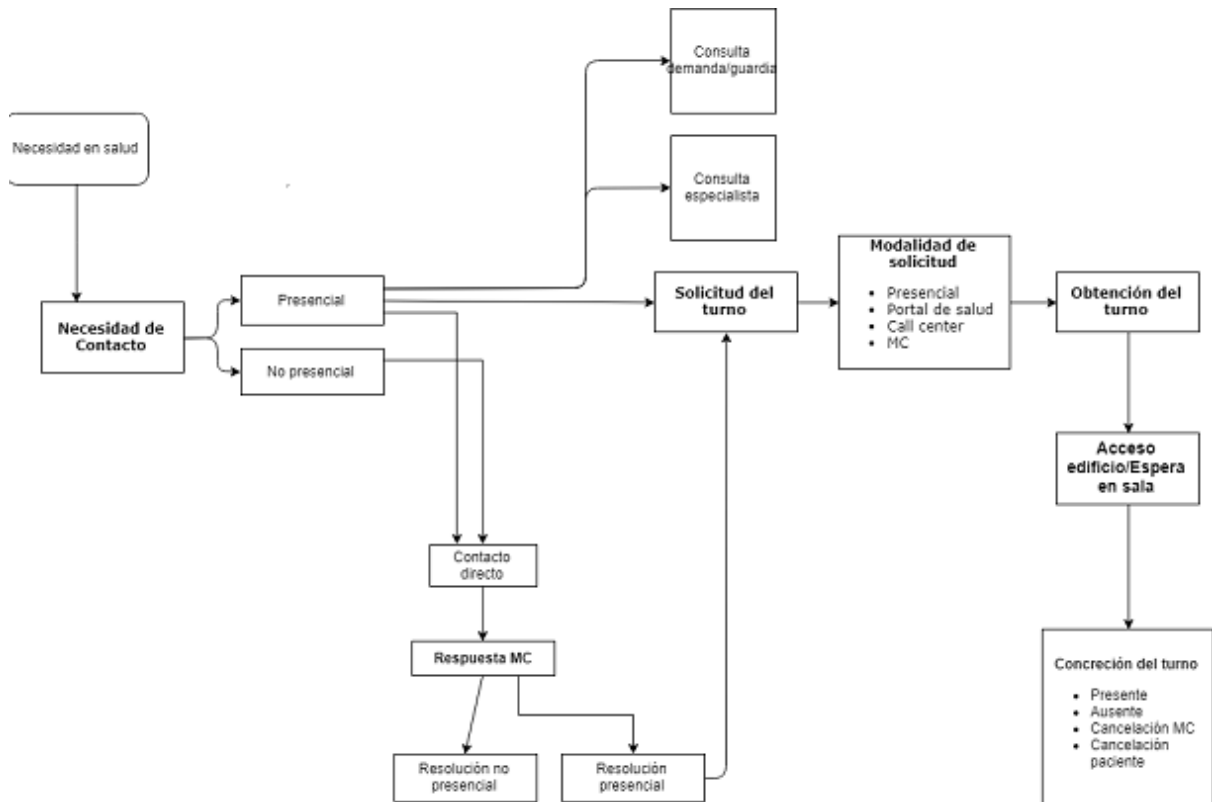 Consulta
demanda/guardia
Necesidad en salud
Consulta
especialista
Modalidad de
solicitud
Presencial
Portal de salud
Call center
MC
Presencial
Solicitud del
turno
Obtención del
turno
Necesidad de
Contacto
No presencial
Acceso
edificio/Espera
en sala
Contacto
directo
Respuesta MC
Concreción del turno
Presente
Ausente
Cancelación MC
Cancelación
paciente
Resolución no
presencial
Resolución
presencial